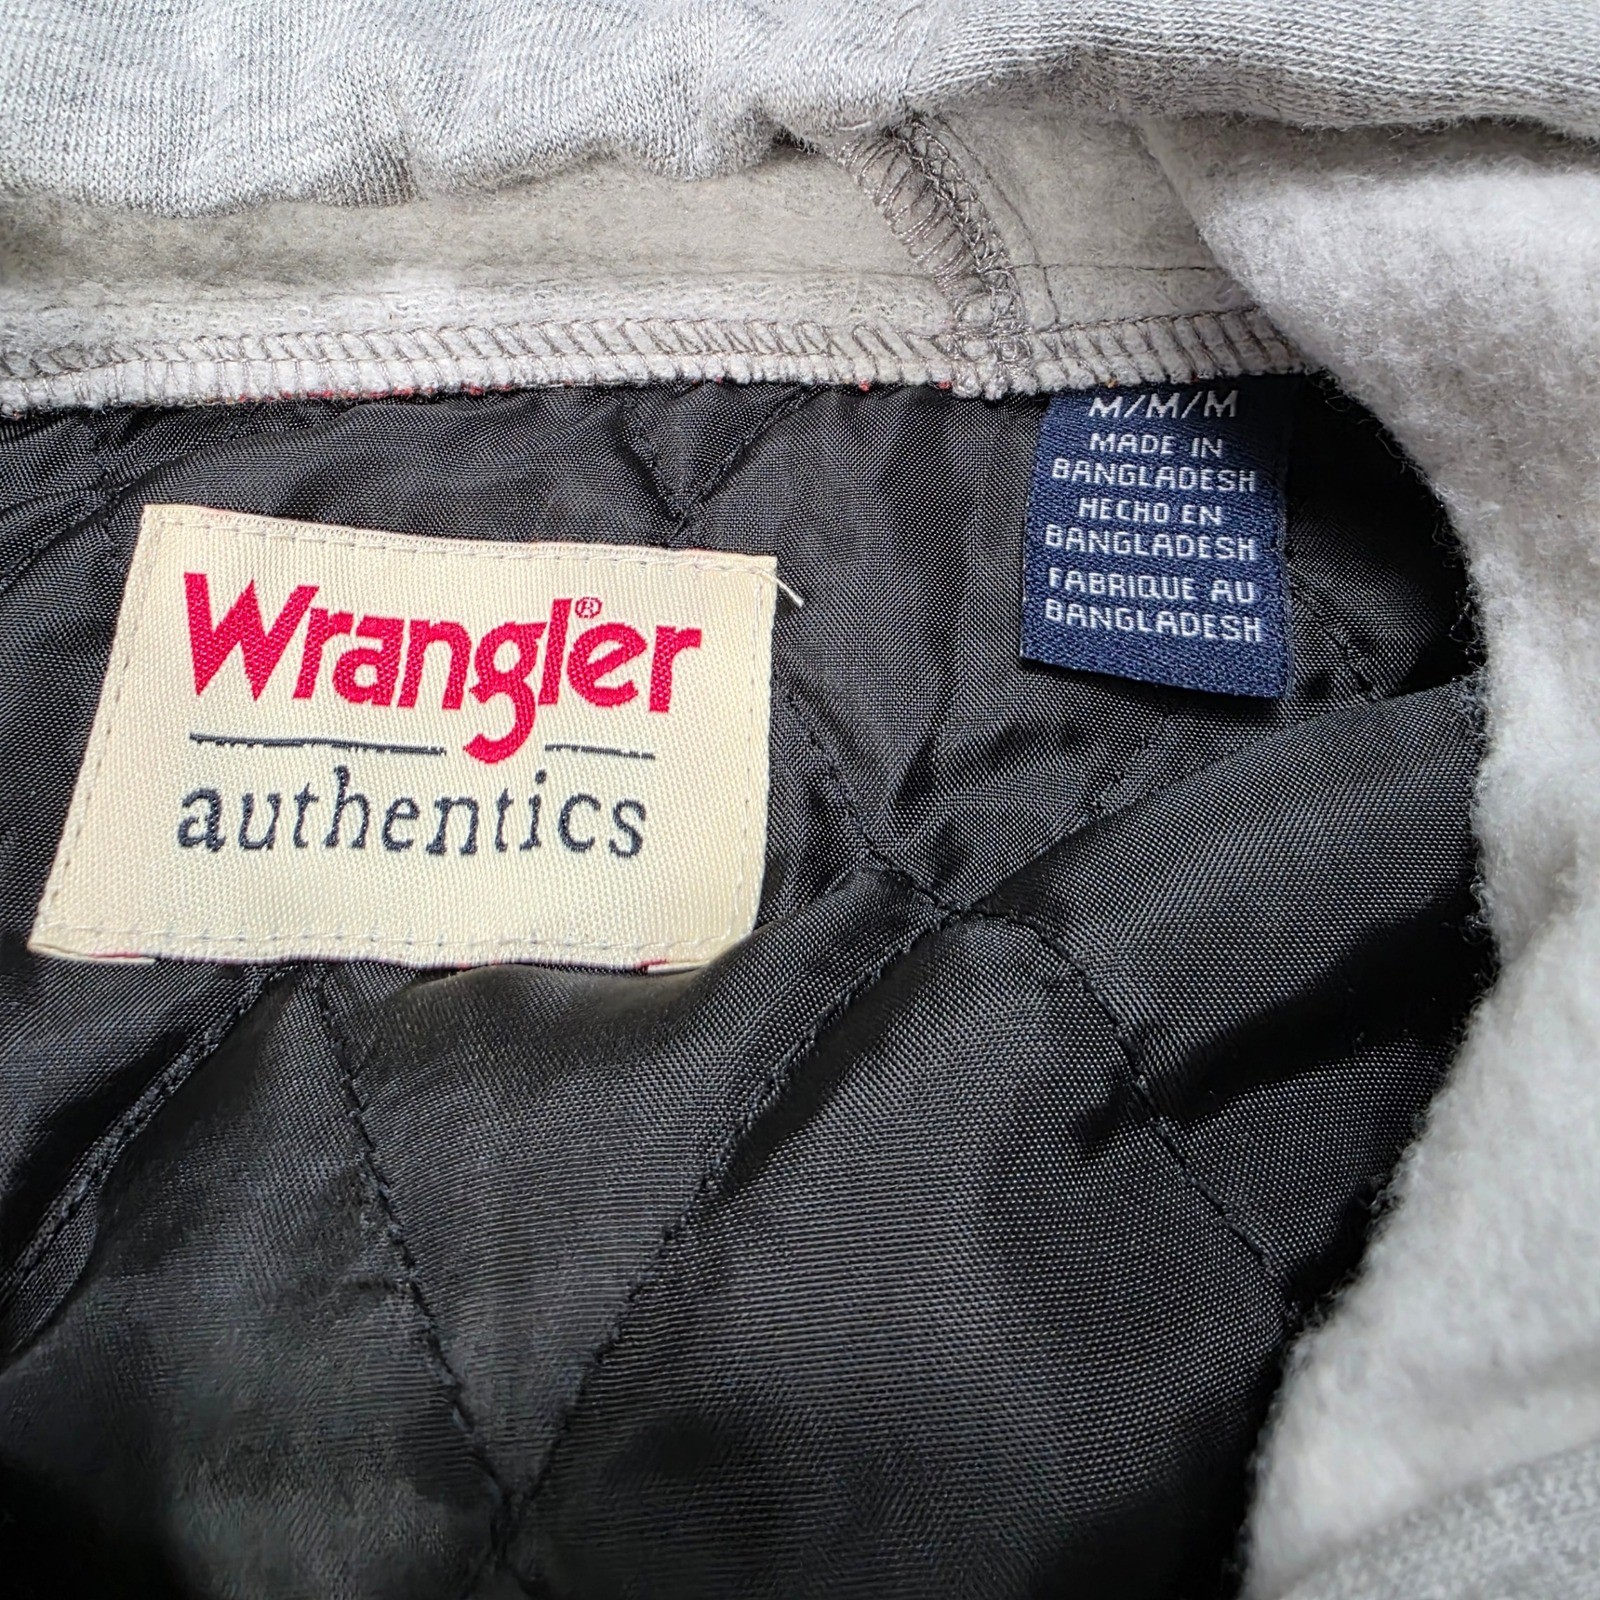 Wrangler®
authentics
M/M/M
MADE IN
BANGLADESH
HECHO EN
BANGLADESH
FABRIQUE AU
BANGLADESH